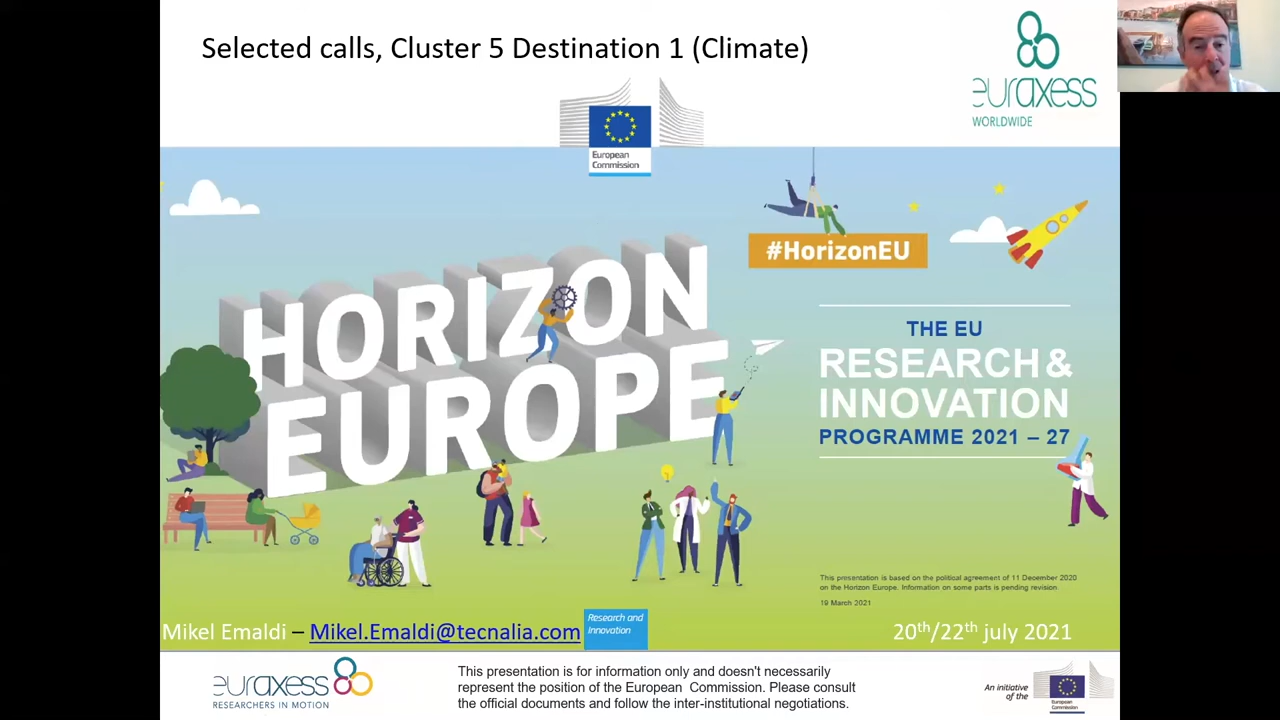 Selected calls, Cluster 5 Destination 1 (Climate)
euraxess
WORLDWIDE
European
Commission
#HorizonEU
HORIZON
EUROPE
THE EU
RESEARCH &
INNOVATION
PROGRAMME 2021 – 27
This presentation is based on the political agreement of 11 December 2020
on the Horizon Europe. Information on some parts is pending revision
19 March 2021
Mikel Emaldi – Mikel.Emaldi@tecnalia.com
Research and
Innovation
20th/22th july 2021
euraxess
RESEARCHERS IN MOTION
This presentation is for information only and doesn't necessarily
represent the position of the European Commission. Please consult
the official documents and follow the inter-institutional negotiations.
An initiative
of the
European
Commission